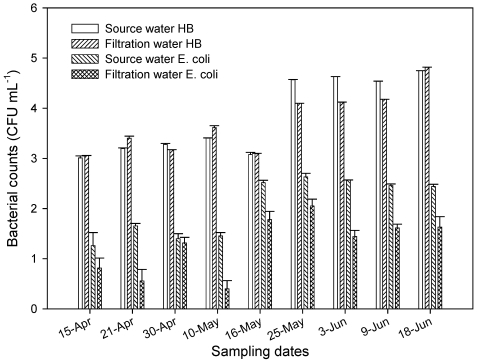 Source water HB
Filtration water HB
Source water E. coli
Filtration water E. coli
Bacterial counts (CFU mL-1)
6
5
4
3
2
1
0
15-Apr 21-Apr 30-Apr 10-May 16-May 25-May 3-Jun 9-Jun 18-Jun
Sampling dates